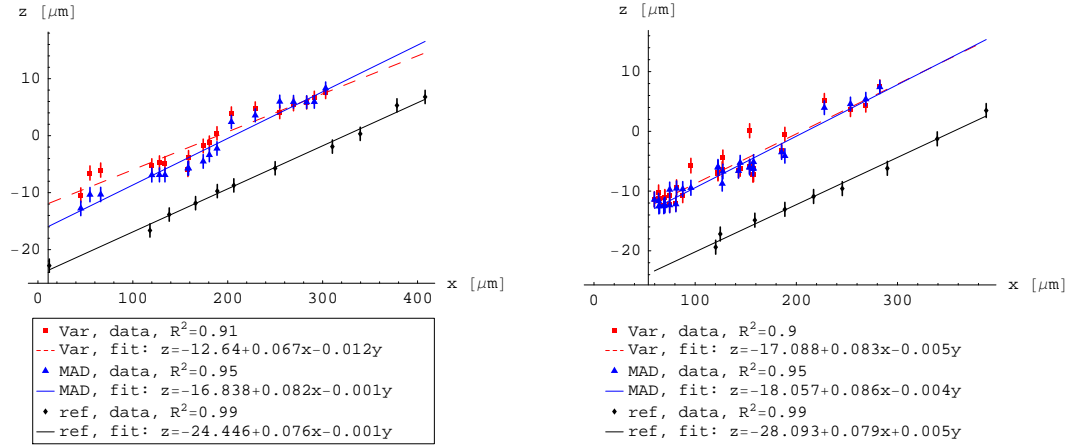 z [μm]
10
0
−10
−20
0 100 200 300 400
x [μm]
Var, data, R²=0.91
Var, fit: z=−12.64+0.067x−0.012y
MAD, data, R²=0.95
MAD, fit: z=−16.838+0.082x−0.001y
ref, data, R²=0.99
ref, fit: z=−24.446+0.076x−0.001y
z [μm]
10
0
−10
−20
0 100 200 300
x [μm]
Var, data, R²=0.9
Var, fit: z=−17.088+0.083x−0.005y
MAD, data, R²=0.95
MAD, fit: z=−18.057+0.086x−0.004y
ref, data, R²=0.99
ref, fit: z=−28.093+0.079x+0.005y